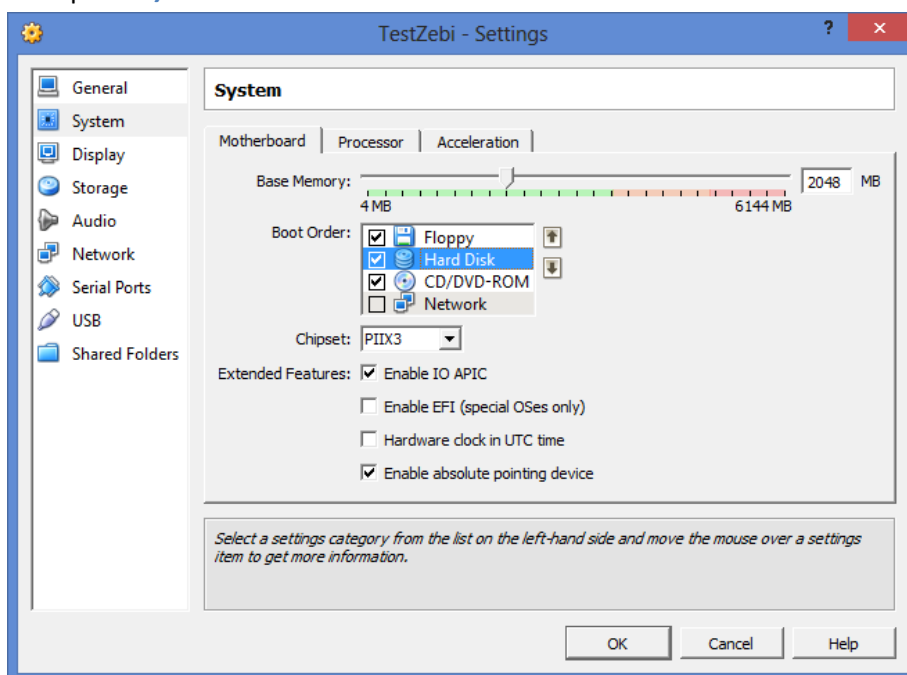 TestZebi - Settings ? ×
General
System
Display
Storage
Audio
Network
Serial Ports
USB
Shared Folders
System
Motherboard Processor Acceleration
Base Memory: 2048 MB
4 MB 6144 MB
Boot Order: Floppy
Hard Disk
CD/DVD-ROM
Network
Chipset: PIIX3
Extended Features: Enable IO APIC
Enable EFI (special OSes only)
Hardware clock in UTC time
Enable absolute pointing device
Select a settings category from the list on the left-hand side and move the mouse over a settings
item to get more information.
OK Cancel Help